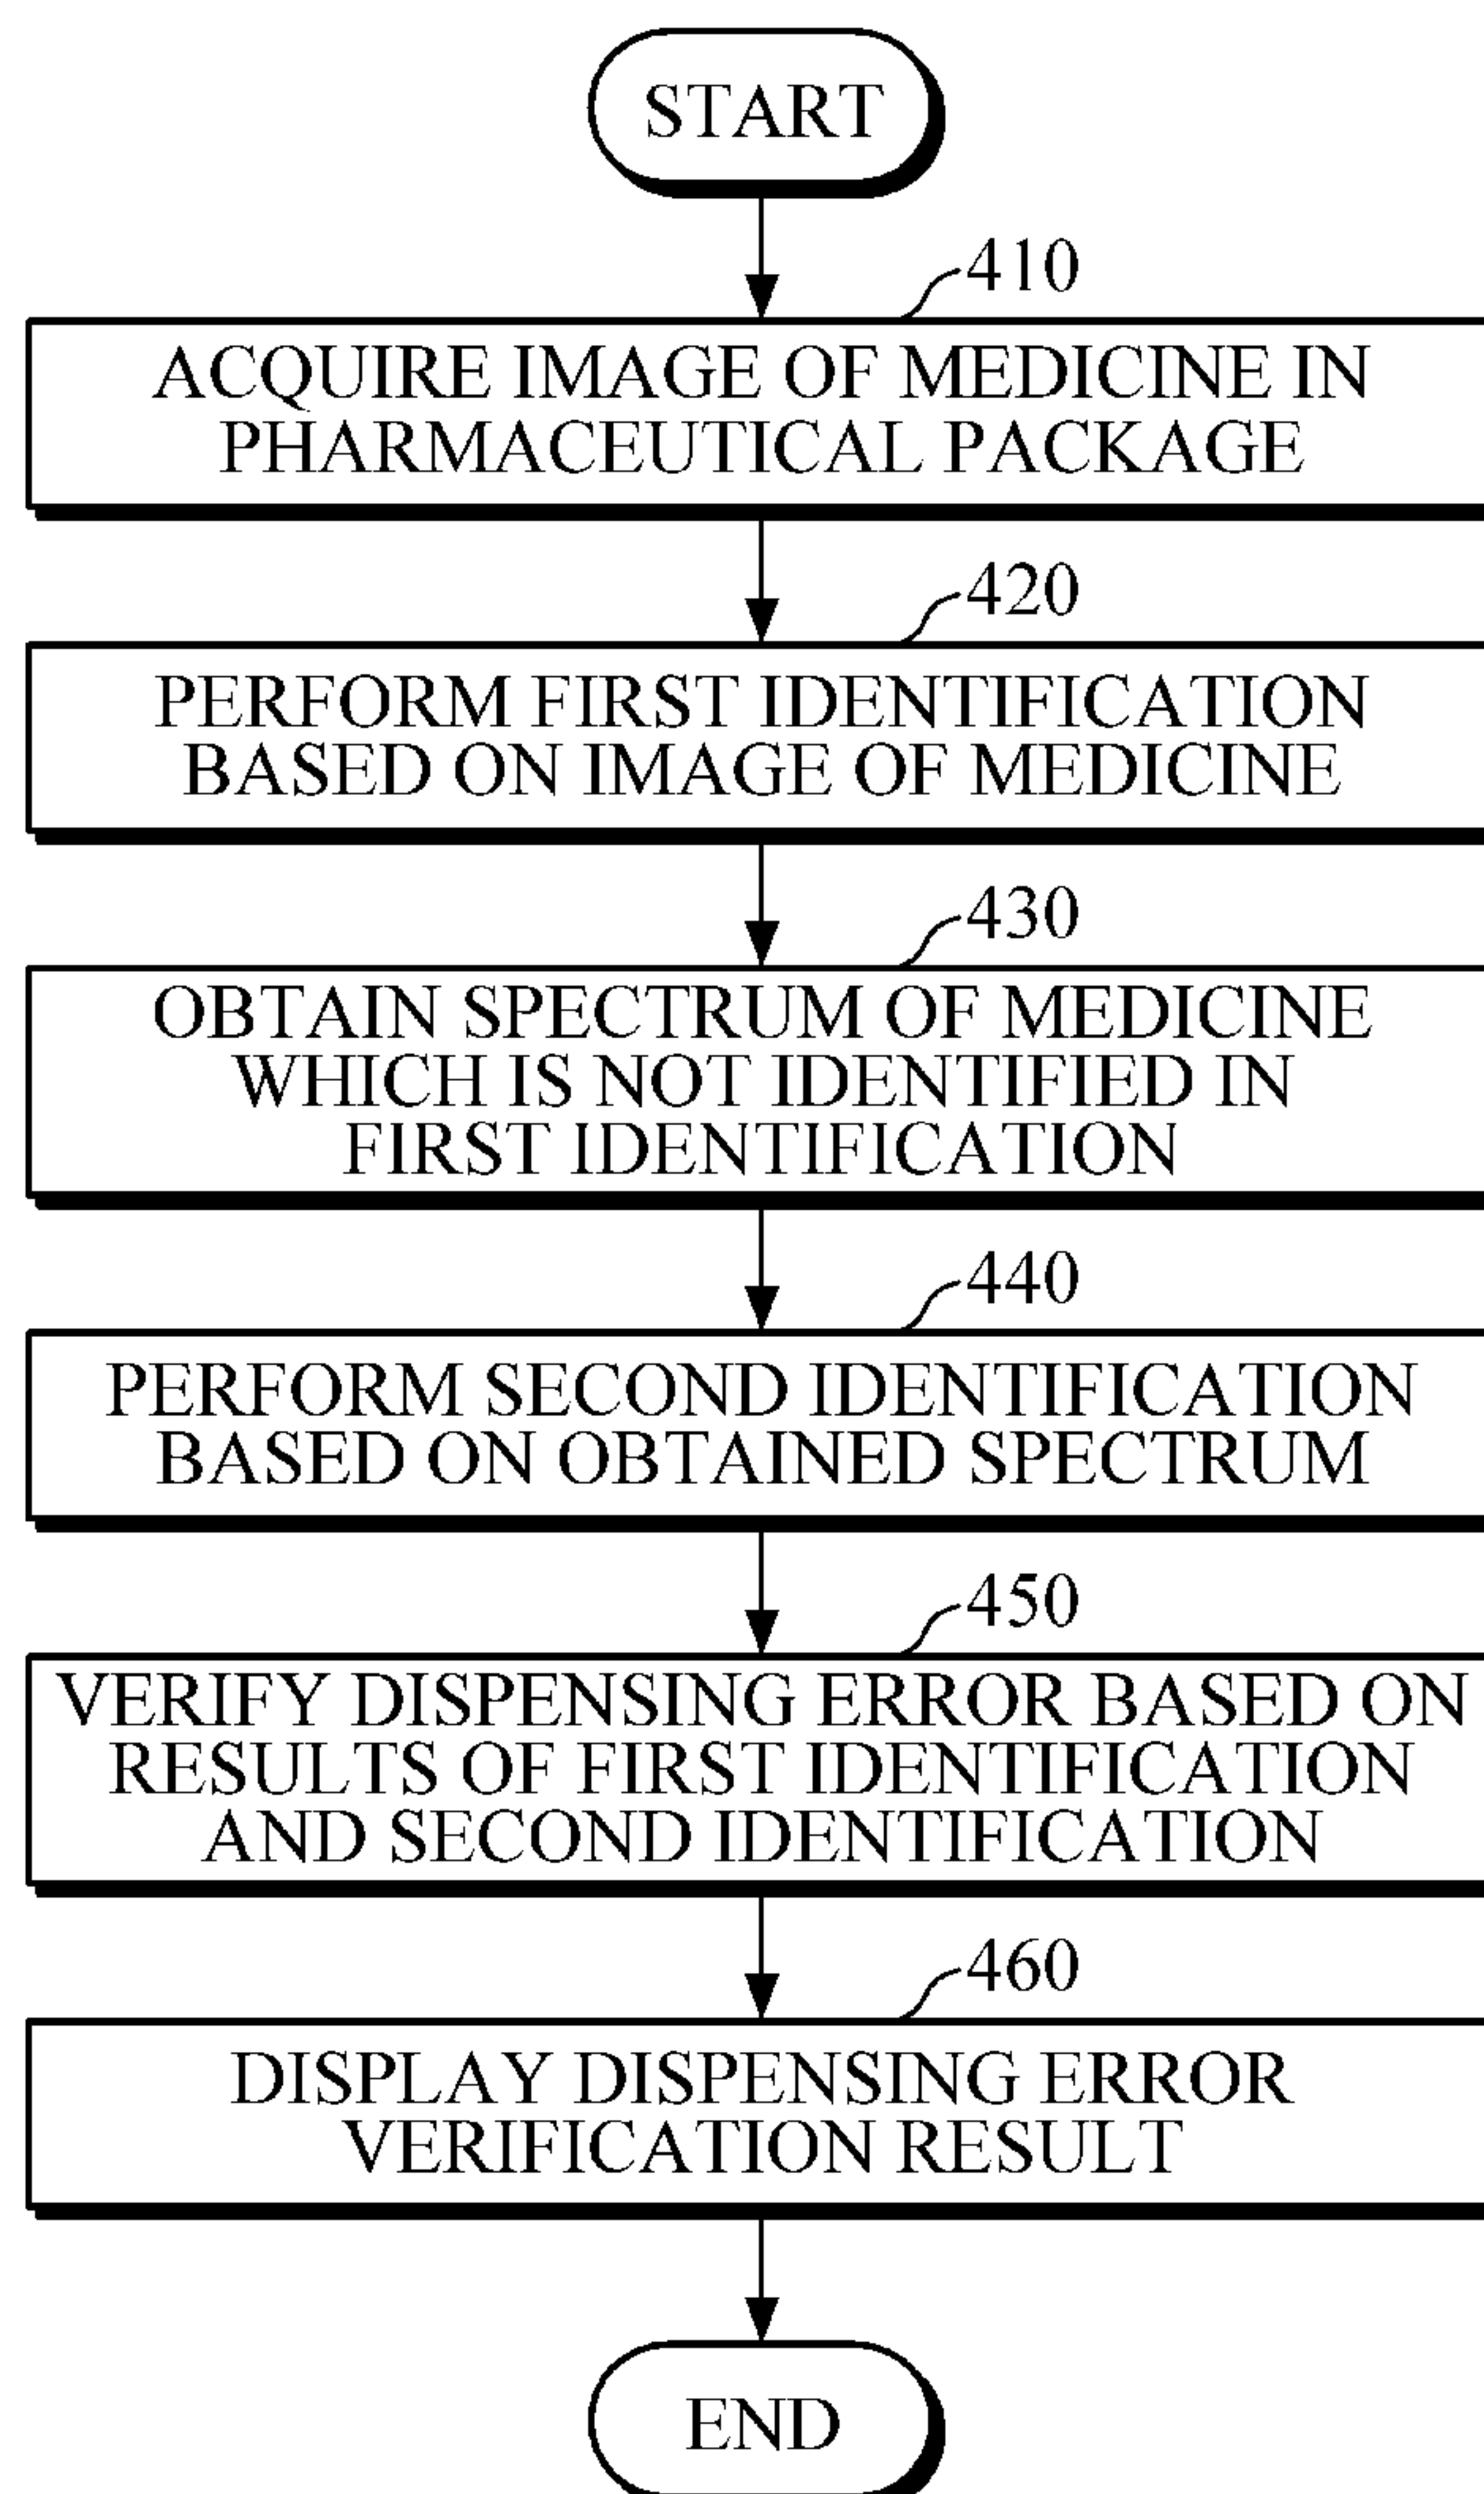 START
410
ACQUIRE IMAGE OF MEDICINE IN
PHARMACEUTICAL PACKAGE
420
PERFORM FIRST IDENTIFICATION
BASED ON IMAGE OF MEDICINE
430
OBTAIN SPECTRUM OF MEDICINE
WHICH IS NOT IDENTIFIED IN
FIRST IDENTIFICATION
440
PERFORM SECOND IDENTIFICATION
BASED ON OBTAINED SPECTRUM
450
VERIFY DISPENSING ERROR BASED ON
RESULTS OF FIRST IDENTIFICATION
AND SECOND IDENTIFICATION
460
DISPLAY DISPENSING ERROR
VERIFICATION RESULT
END